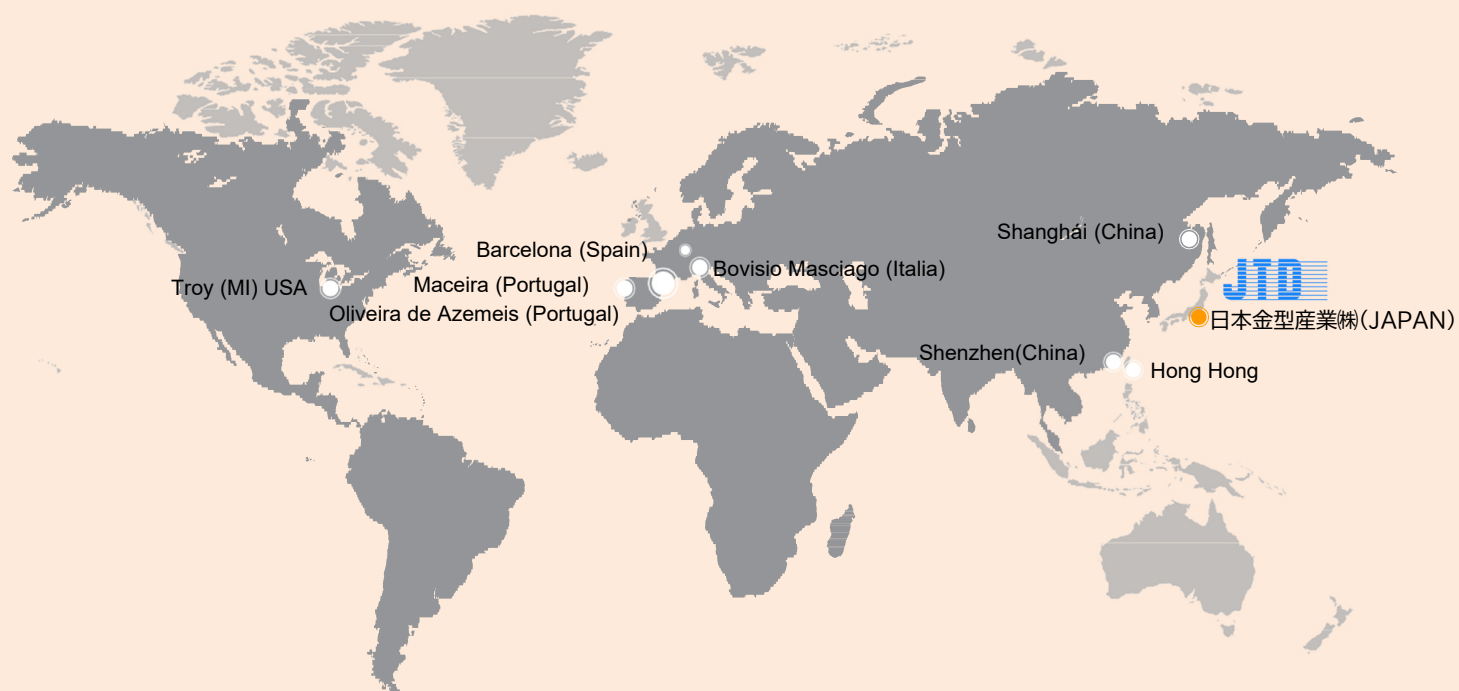 Shanghái (China)
Barcelona (Spain)
Bovisio Masciago (Italia)
JTD
Troy (MI) USA
Maceira (Portugal)
Oliveira de Azemeis (Portugal)
日本金型産業㈱(JAPAN)
Shenzhen(China)
Hong Hong